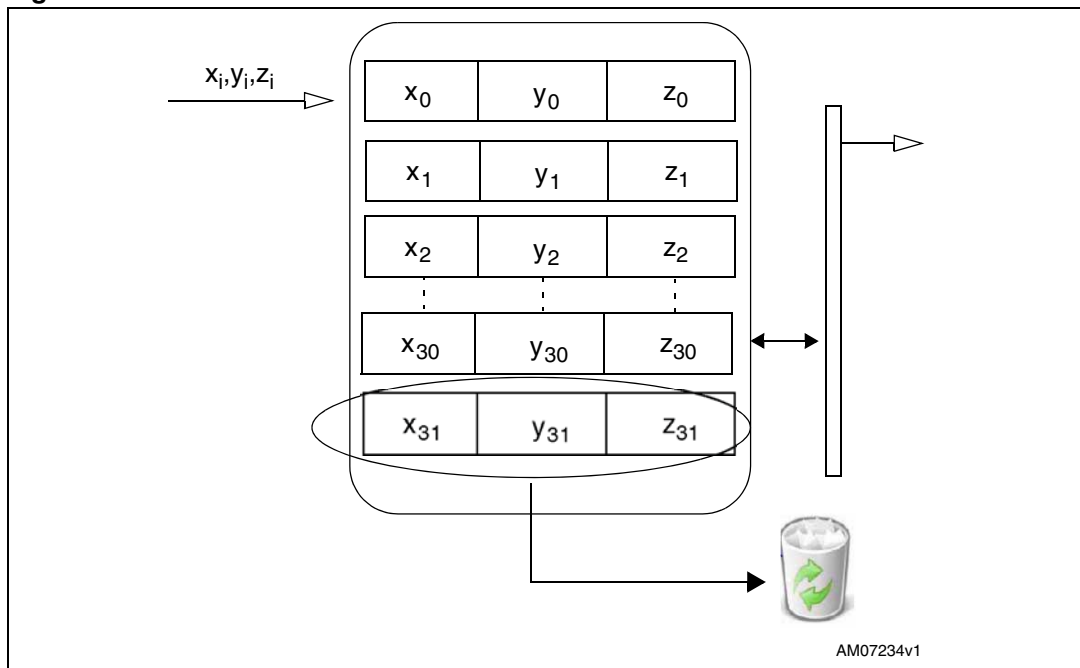 xᵢ,yᵢ,zᵢ
x₀ y₀ z₀
x₁ y₁ z₁
x₂ y₂ z₂
x₃₀ y₃₀ z₃₀
x₃₁ y₃₁ z₃₁
AM07234v1